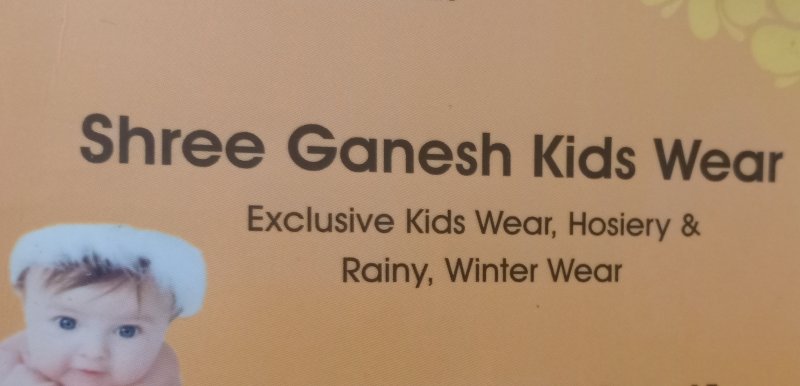 Shree Ganesh Kids Wear
Exclusive Kids Wear, Hosiery &
Rainy, Winter Wear